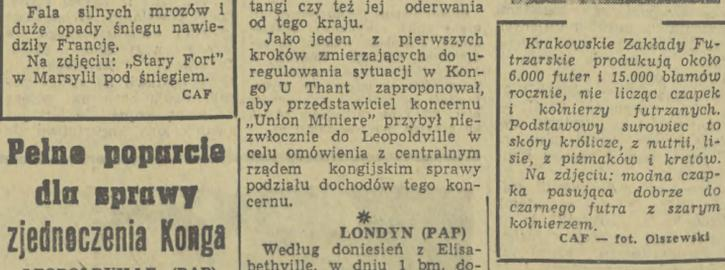 Fala silnych mrozów i
duże opady śniegu nawie-
dziły Francję.
Na zdjęciu: „Stary Fort”
w Marsylii pod śniegiem.
CAF
Pełne poparcie
dla sprawy
zjednoczenia Konga
tangi czy też jej oderwania
od tego kraju.
Jako jeden z pierwszych
kroków zmierzających do u-
regulowania sytuacji w Kon-
go U Thant zaproponował,
aby przedstawiciel koncernu
„Union Miniere” przybył nie-
zwłocznie do Leopoldville w
celu omówienia z centralnym
rządem kongijskim sprawy
podziału dochodów tego kon-
cernu.
*
LONDYN (PAP)
Według doniesień z Elisa-
bethville, w dniu 1 bm. do-
Krakowskie Zakłady Fu-
trzarskie produkują około
6.000 futer i 15.000 błamów
rocznie, nie licząc czapek
i kołnierzy futrzanych.
Podstawowy surowiec to
skóry królicze, z nutrii, li-
sie, z piżmaków i kretów.
Na zdjęciu: modna czap-
ka pasująca dobrze do
czarnego futra z szarym
kołnierzem.
CAF — fot. Olszewski